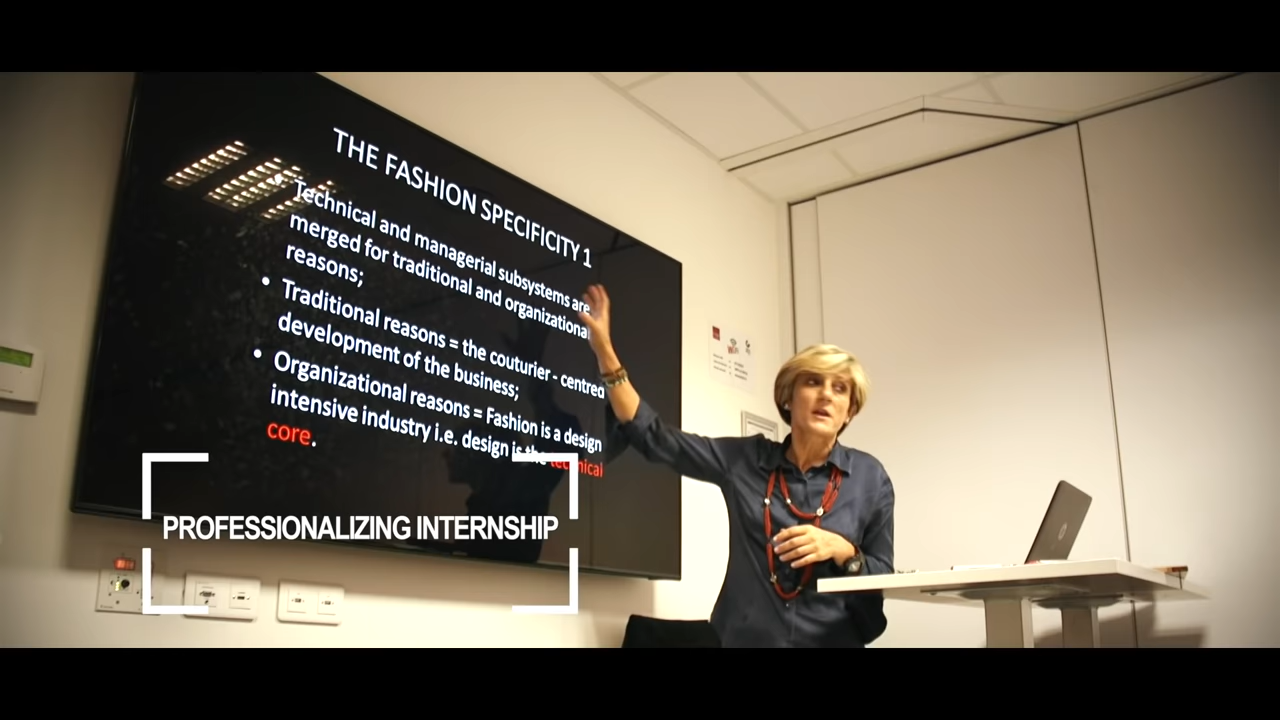 THE FASHION SPECIFICITY 1
• Technical and managerial subsystems are
merged for traditional and organizational
reasons;
• Traditional reasons = the couturier - centred
development of the business;
• Organizational reasons = Fashion is a design
intensive industry i.e. design is the technical
core.
PROFESSIONALIZING INTERNSHIP